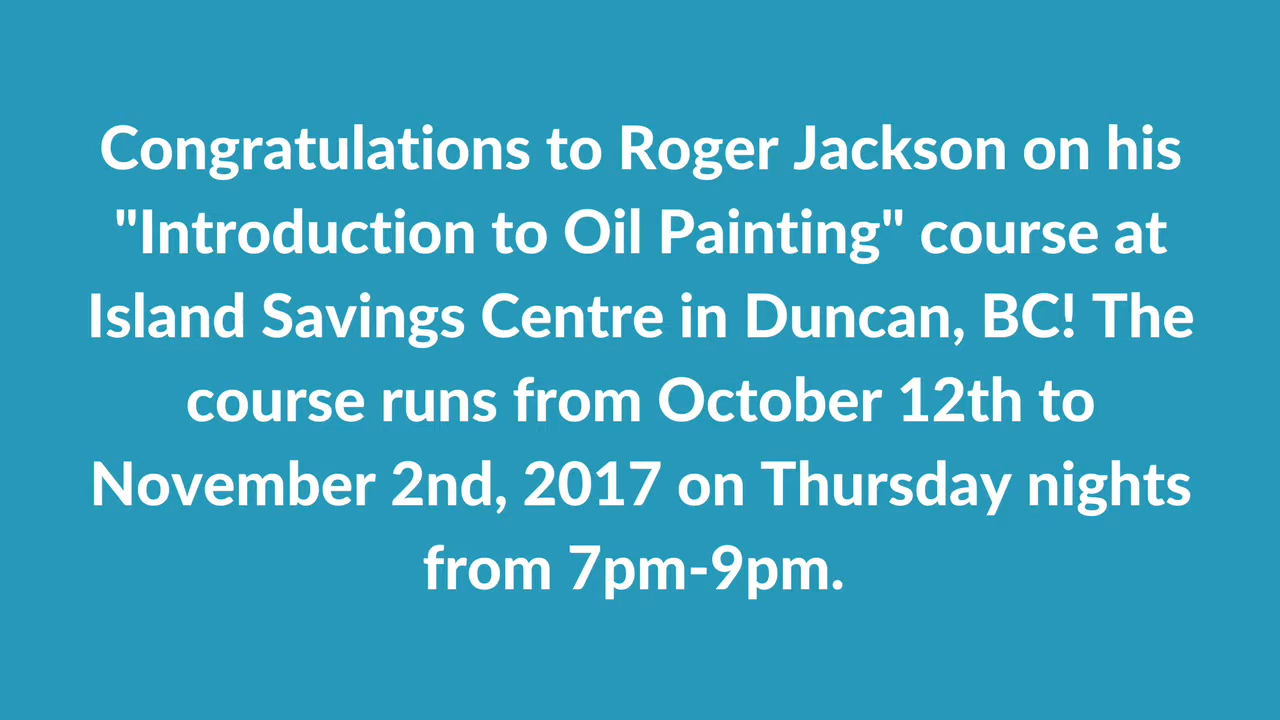 Congratulations to Roger Jackson on his
"Introduction to Oil Painting" course at
Island Savings Centre in Duncan, BC! The
course runs from October 12th to
November 2nd, 2017 on Thursday nights
from 7pm-9pm.